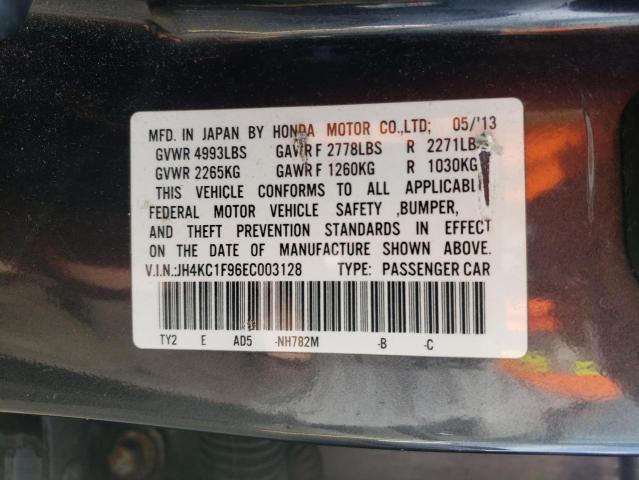 MFD. IN JAPAN BY HONDA MOTOR CO.,LTD; 05/'13
GVWR 4993LBS GAWR F 2778LBS R 2271LB
GVWR 2265KG GAWR F 1260KG R 1030KG
THIS VEHICLE CONFORMS TO ALL APPLICABL
FEDERAL MOTOR VEHICLE SAFETY ,BUMPER,
AND THEFT PREVENTION STANDARDS IN EFFECT
ON THE DATE OF MANUFACTURE SHOWN ABOVE.
V.I.N.:JH4KC1F96EC003128 TYPE: PASSENGER CAR
TY2 E AD5 -NH782M -B -C